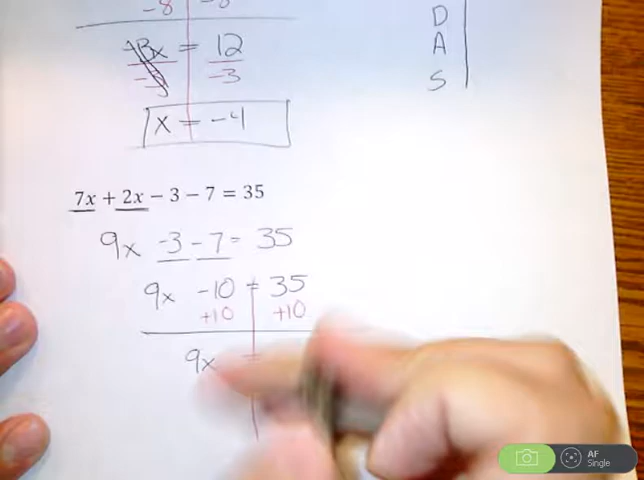 -8 -8
-3x = 12
-3 -3
x = -4
D
A
S
7x + 2x − 3 − 7 = 35
9x -3 -7 = 35
9x -10 = 35
+10 +10
9x =
AF
Single